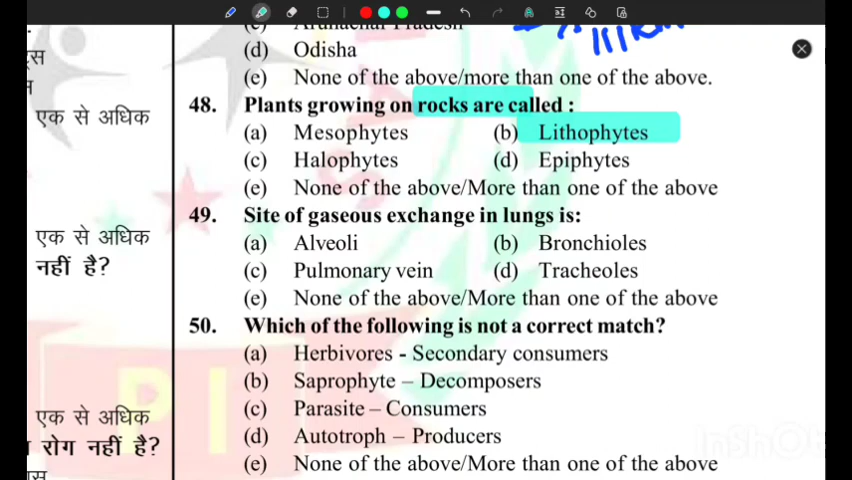 (d) Odisha
(e) None of the above/more than one of the above.
48. Plants growing on rocks are called :
(a) Mesophytes (b) Lithophytes
(c) Halophytes (d) Epiphytes
(e) None of the above/More than one of the above
एक से अधिक
49. Site of gaseous exchange in lungs is:
(a) Alveoli (b) Bronchioles
(c) Pulmonary vein (d) Tracheoles
(e) None of the above/More than one of the above
एक से अधिक
नहीं है?
50. Which of the following is not a correct match?
(a) Herbivores - Secondary consumers
(b) Saprophyte – Decomposers
(c) Parasite – Consumers
(d) Autotroph – Producers
(e) None of the above/More than one of the above
एक से अधिक
रोग नहीं है?